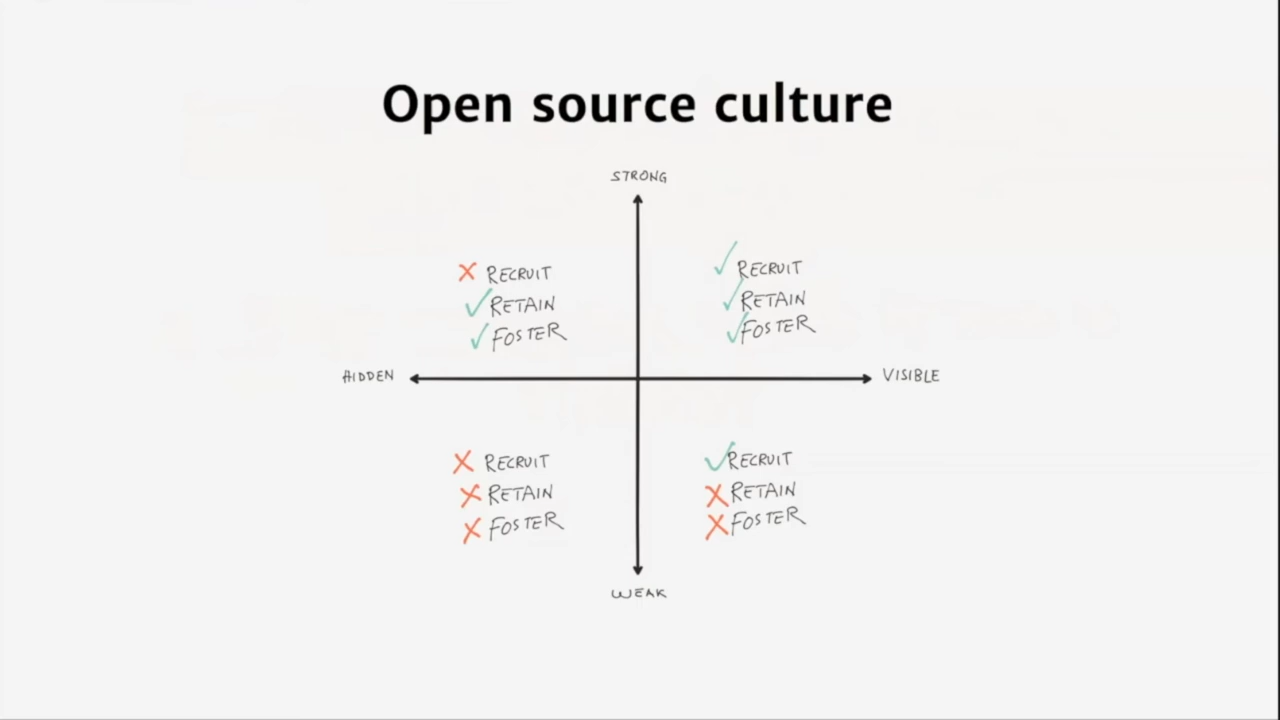 Open source culture
STRONG
RECRUIT
RETAIN
FOSTER
RECRUIT
RETAIN
FOSTER
HIDDEN
VISIBLE
RECRUIT
RETAIN
FOSTER
RECRUIT
RETAIN
FOSTER
WEAK